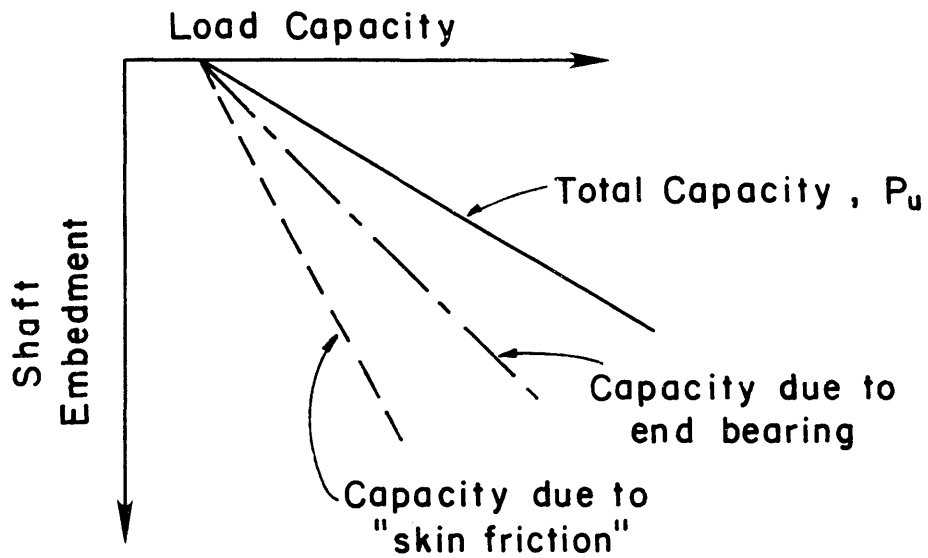 Load Capacity
Total Capacity, Pu
Shaft
Embedment
Capacity due to
end bearing
Capacity due to
"skin friction"